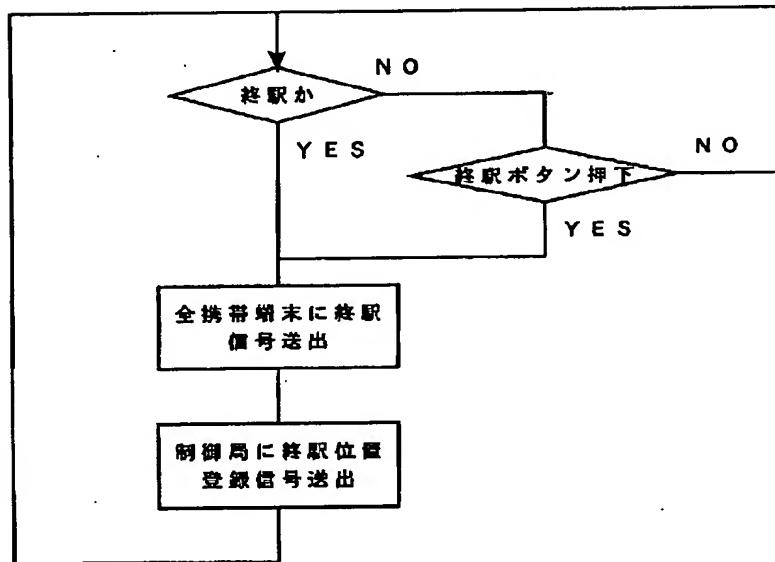 終駅か
NO
YES
終駅ボタン押下
NO
YES
全携帯端末に終駅
信号送出
制御局に終駅位置
登録信号送出